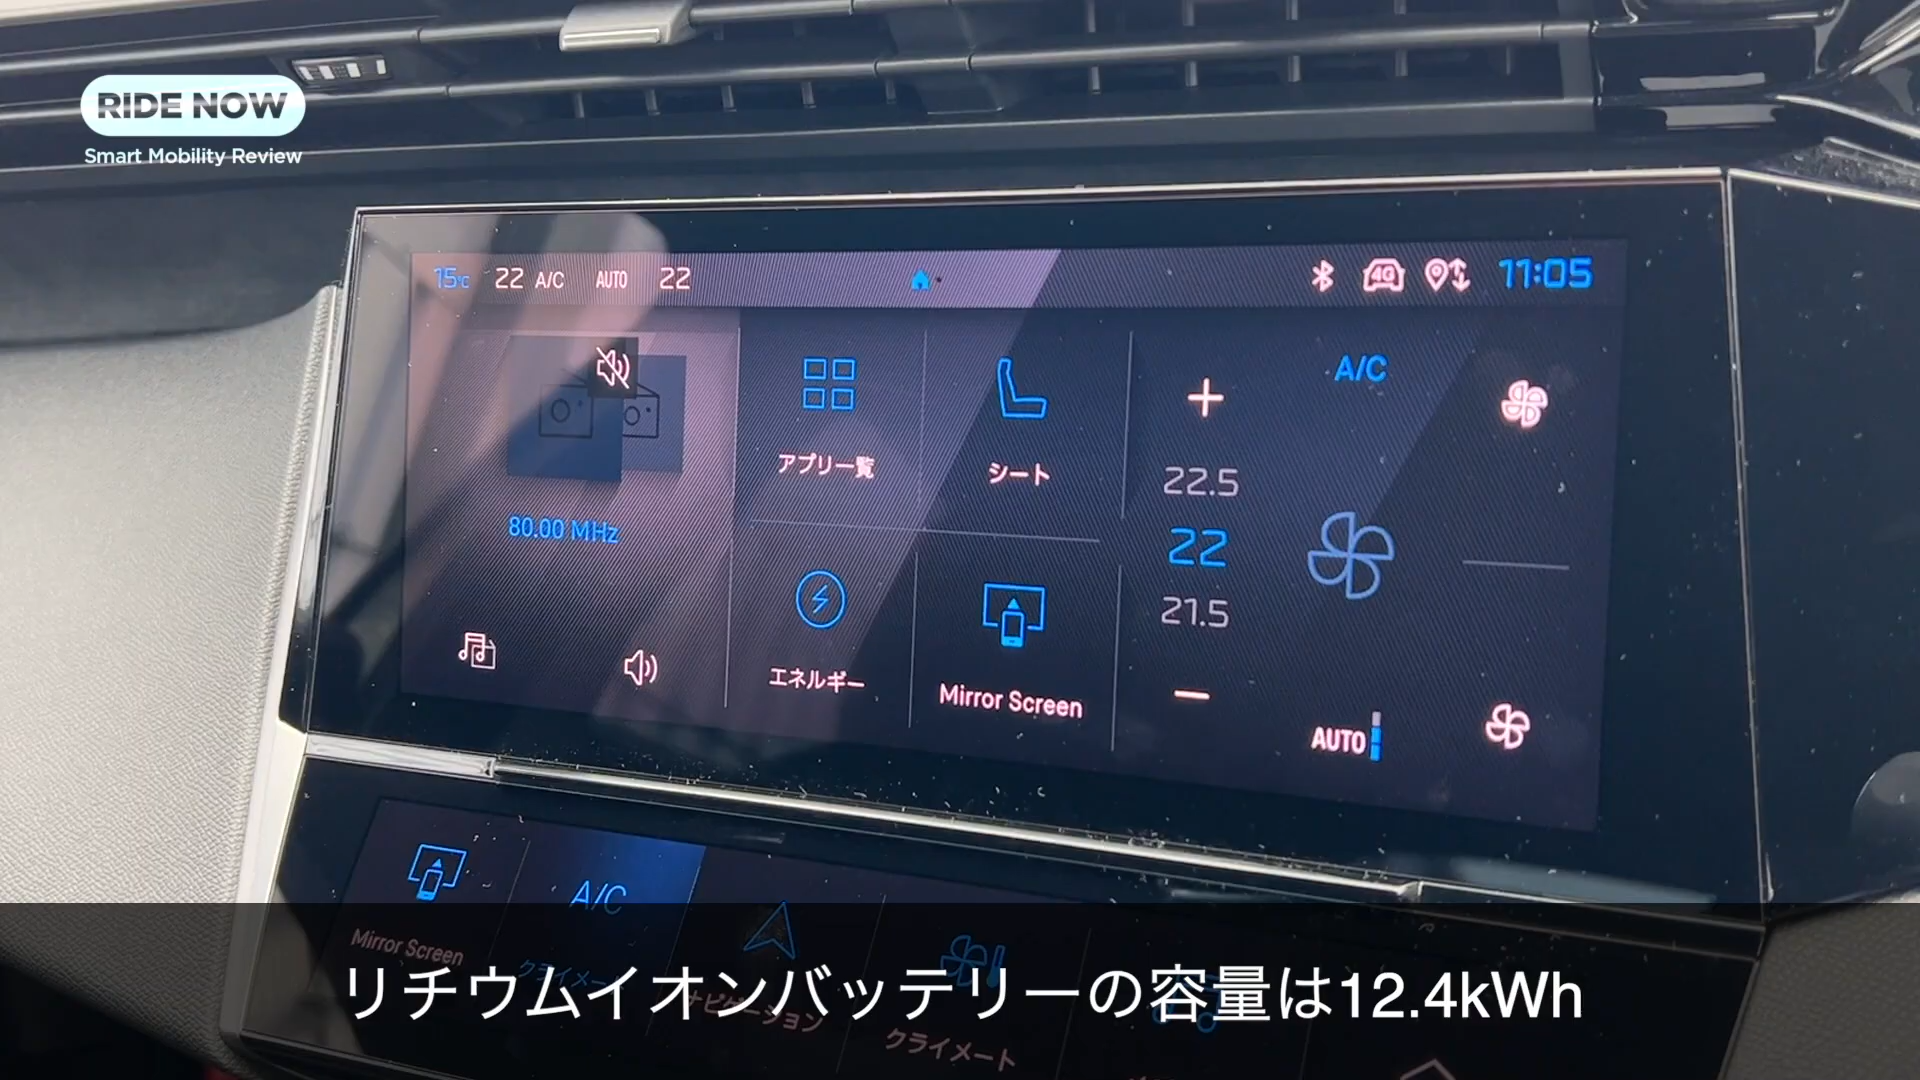 RIDE NOW
Smart Mobility Review
15℃ 22 A/C AUTO 22
4G 11:05
アプリ一覧
シート
A/C
22.5
22
21.5
80.00 MHz
エネルギー
Mirror Screen
AUTO
A/C
Mirror Screen
クライメート
リチウムイオンバッテリーの容量は12.4kWh